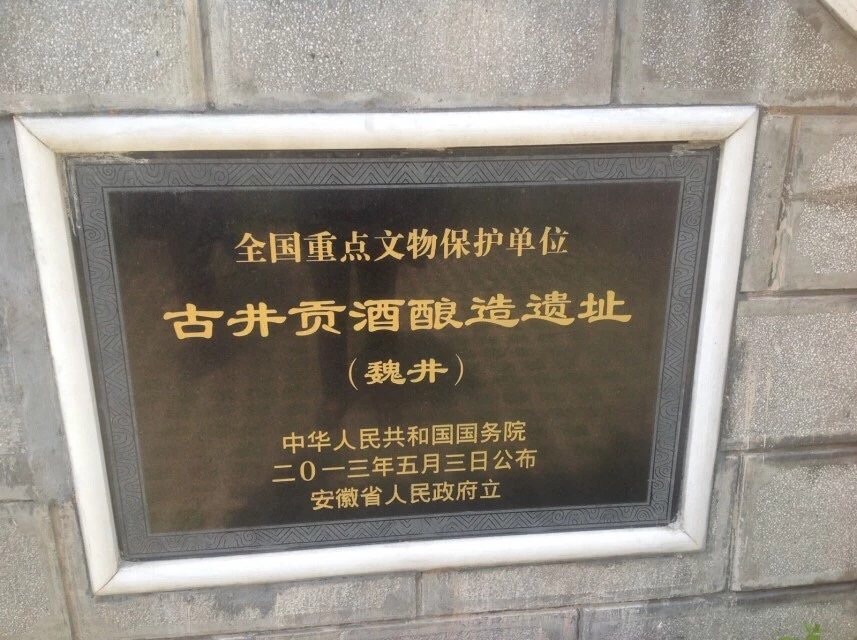 全国重点文物保护单位
古井贡酒酿造遗址
（魏井）
中华人民共和国国务院
二0一三年五月三日公布
安徽省人民政府立